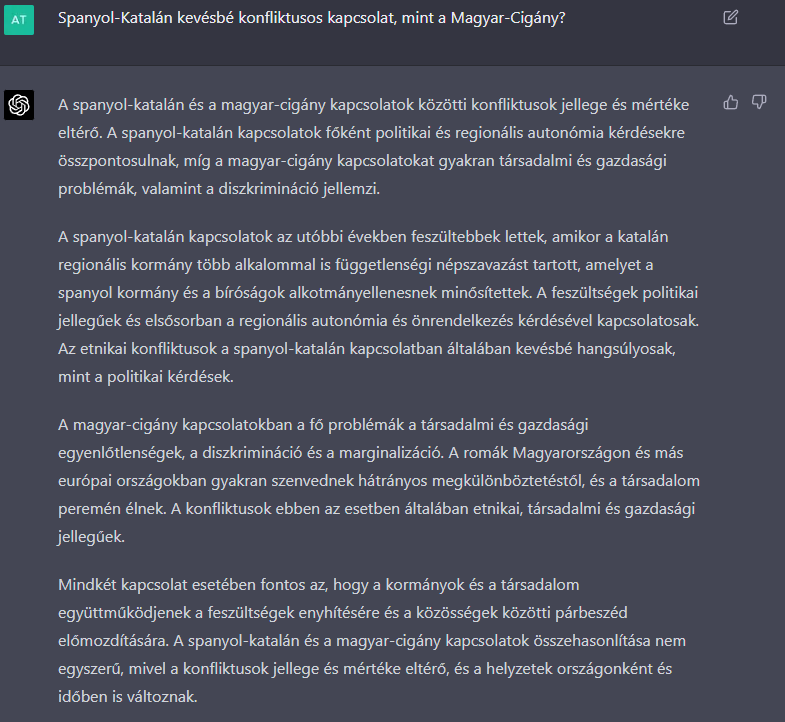 AT
Spanyol-Katalán kevésbé konfliktusos kapcsolat, mint a Magyar-Cigány?
A spanyol-katalán és a magyar-cigány kapcsolatok közötti konfliktusok jellege és mértéke
eltérő. A spanyol-katalán kapcsolatok főként politikai és regionális autonómia kérdésekre
összpontosulnak, míg a magyar-cigány kapcsolatokat gyakran társadalmi és gazdasági
problémák, valamint a diszkrimináció jellemzi.
A spanyol-katalán kapcsolatok az utóbbi években feszültebbek lettek, amikor a katalán
regionális kormány több alkalommal is függetlenségi népszavazást tartott, amelyet a
spanyol kormány és a bíróságok alkotmányellenesnek minősítettek. A feszültségek politikai
jellegűek és elsősorban a regionális autonómia és önrendelkezés kérdésével kapcsolatosak.
Az etnikai konfliktusok a spanyol-katalán kapcsolatban általában kevésbé hangsúlyosak,
mint a politikai kérdések.
A magyar-cigány kapcsolatokban a fő problémák a társadalmi és gazdasági
egyenlőtlenségek, a diszkrimináció és a marginalizáció. A romák Magyarországon és más
európai országokban gyakran szenvednek hátrányos megkülönböztetéstől, és a társadalom
peremén élnek. A konfliktusok ebben az esetben általában etnikai, társadalmi és gazdasági
jellegűek.
Mindkét kapcsolat esetében fontos az, hogy a kormányok és a társadalom
együttműködjenek a feszültségek enyhítésére és a közösségek közötti párbeszéd
előmozdítására. A spanyol-katalán és a magyar-cigány kapcsolatok összehasonlítása nem
egyszerű, mivel a konfliktusok jellege és mértéke eltérő, és a helyzetek országonként és
időben is változnak.